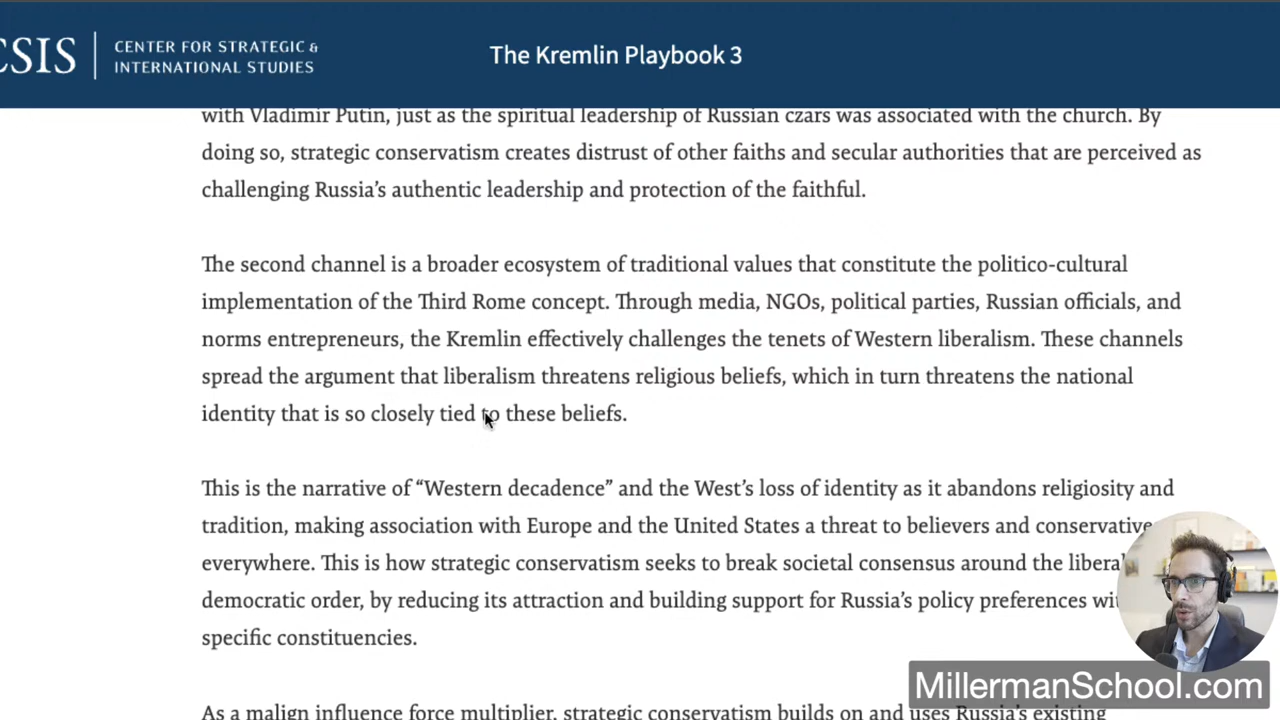 CSIS
CENTER FOR STRATEGIC &
INTERNATIONAL STUDIES
The Kremlin Playbook 3
with Vladimir Putin, just as the spiritual leadership of Russian czars was associated with the church. By
doing so, strategic conservatism creates distrust of other faiths and secular authorities that are perceived as
challenging Russia’s authentic leadership and protection of the faithful.
The second channel is a broader ecosystem of traditional values that constitute the politico-cultural
implementation of the Third Rome concept. Through media, NGOs, political parties, Russian officials, and
norms entrepreneurs, the Kremlin effectively challenges the tenets of Western liberalism. These channels
spread the argument that liberalism threatens religious beliefs, which in turn threatens the national
identity that is so closely tied to these beliefs.
This is the narrative of “Western decadence” and the West’s loss of identity as it abandons religiosity and
tradition, making association with Europe and the United States a threat to believers and conservative
everywhere. This is how strategic conservatism seeks to break societal consensus around the liberal
democratic order, by reducing its attraction and building support for Russia’s policy preferences
specific constituencies.
As a malign influence force multiplier, strategic conservatism builds on and uses Russia’s existing
MillermanSchool.com